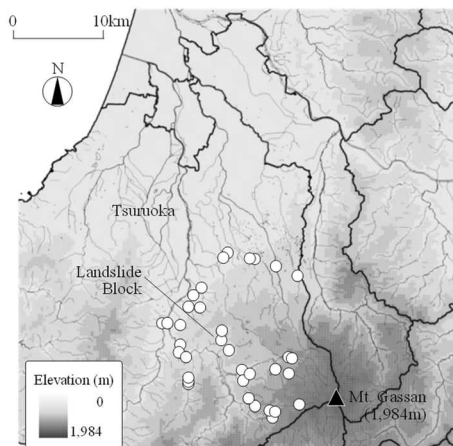 0 10km
N
Tsuruoka
Landslide
Block
Elevation (m)
0
1,984
Mt. Gassan
(1,984m)